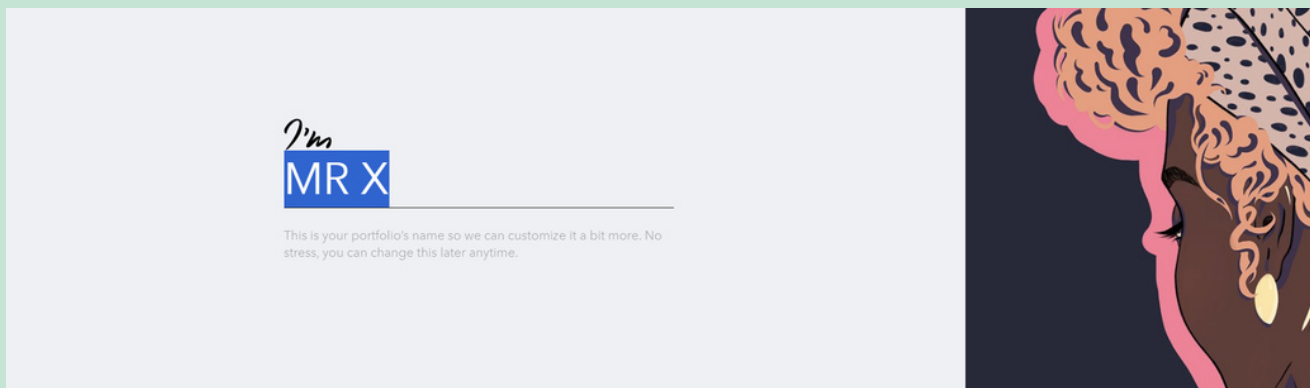 I'm
MR X
This is your portfolio's name so we can customize it a bit more. No
stress, you can change this later anytime.